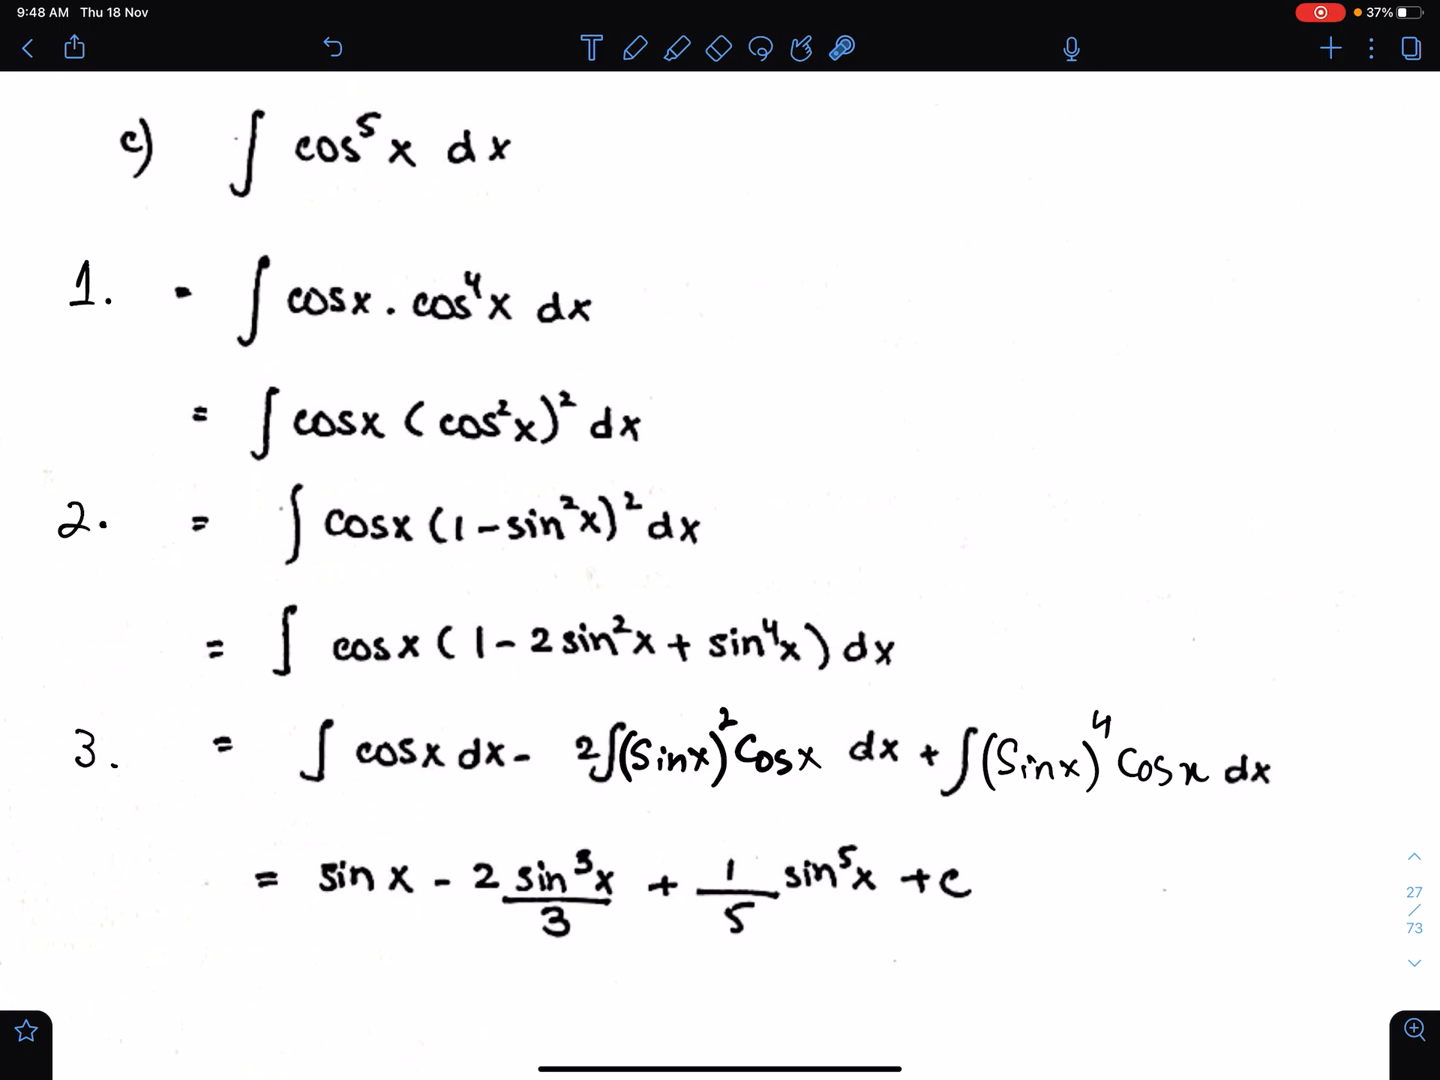 9:48 AM Thu 18 Nov 37%
T
c) ∫ cos⁵x dx
1. = ∫ cosx . cos⁴x dx
= ∫ cosx (cos²x)² dx
2. = ∫ cosx (1 - sin²x)² dx
= ∫ cosx (1 - 2 sin²x + sin⁴x) dx
3. = ∫ cosx dx - 2∫(Sinx)² Cosx dx + ∫(Sinx)⁴ Cosx dx
= sin x - 2 sin³x/3 + 1/5 sin⁵x + c
27
/
73